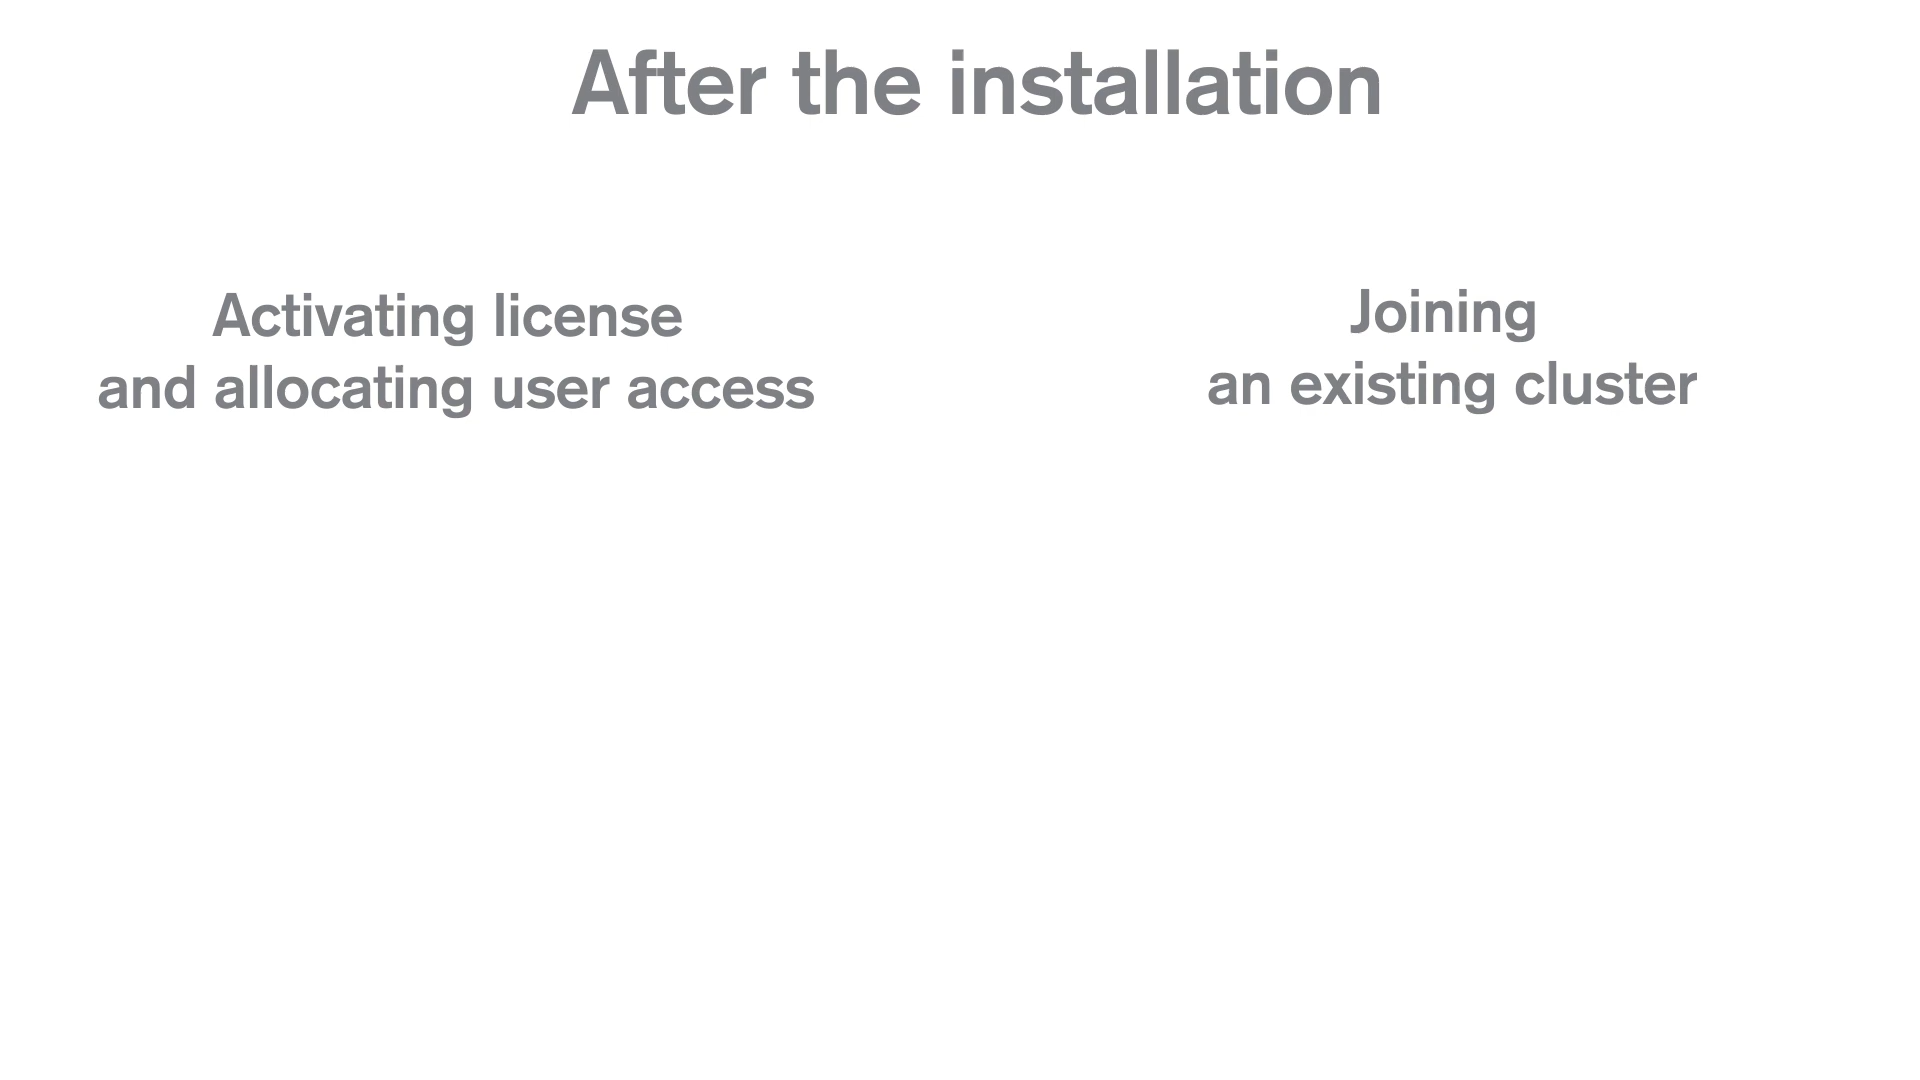 After the installation
Activating license
and allocating user access
Joining
an existing cluster